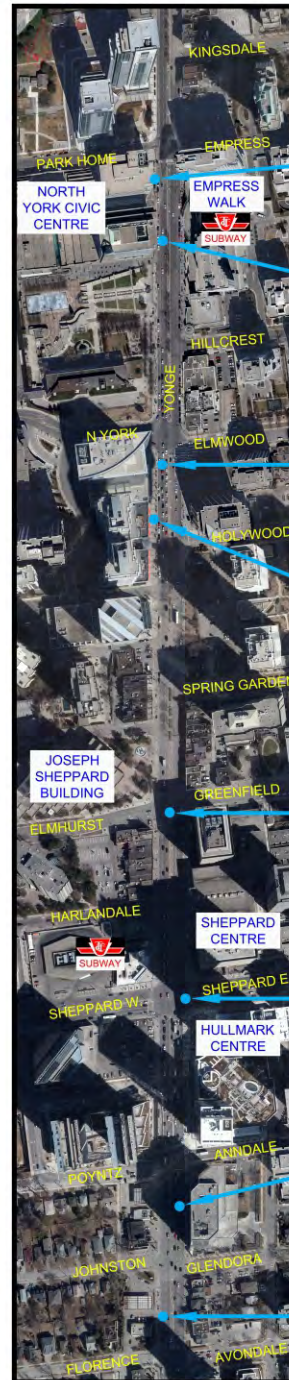 KINGSDALE
EMPRESS
PARK HOME
NORTH
YORK CIVIC
CENTRE
EMPRESS
WALK
SUBWAY
HILLCREST
YONGE
N YORK
ELMWOOD
HOLYWOOD
SPRING GARDEN
JOSEPH
SHEPPARD
BUILDING
GREENFIELD
ELMHURST
HARLANDALE
SHEPPARD
CENTRE
SUBWAY
SHEPPARD E
SHEPPARD W.
HULLMARK
CENTRE
ANNDALE
POYNTZ
JOHNSTON
GLENDORA
FLORENCE
AVONDALE